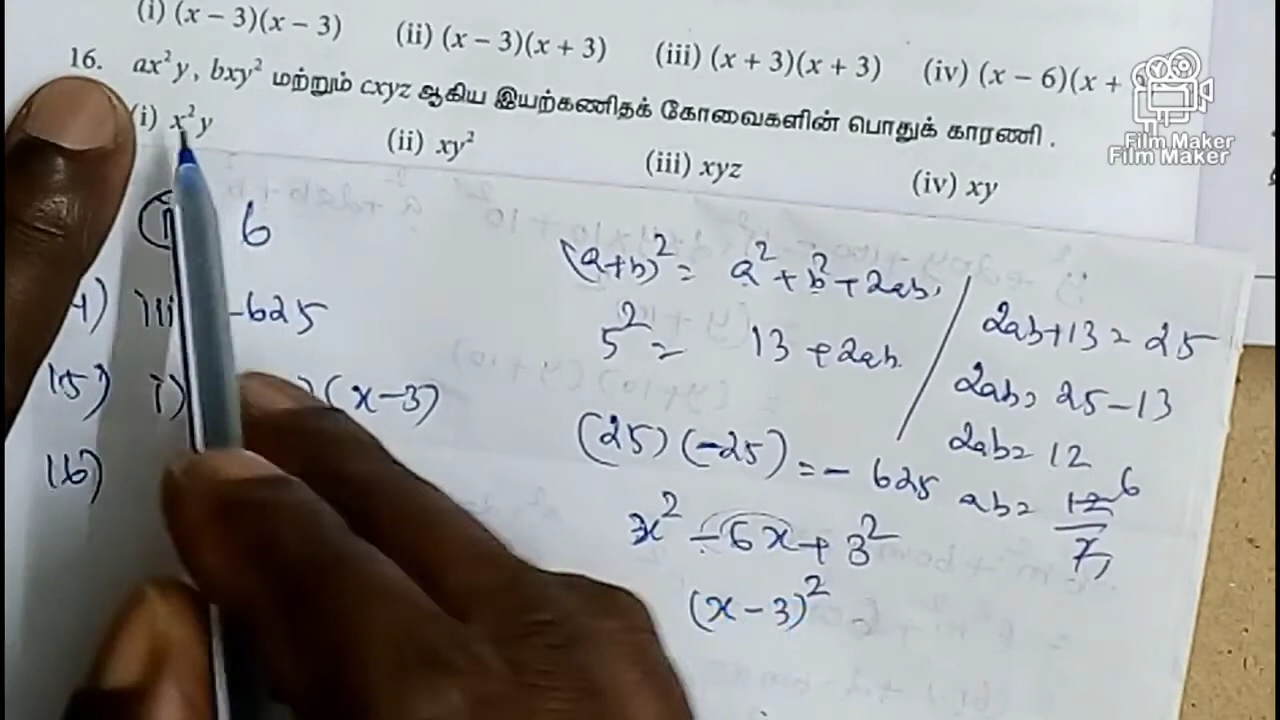 (i) (x − 3)(x − 3) (ii) (x − 3)(x + 3) (iii) (x + 3)(x + 3) (iv) (x − 6)(x +
16. ax²y, bxy² மற்றும் cxyz ஆகிய இயற்கணிதக் கோவைகளின் பொதுக் காரணி .
(i) x²y (ii) xy² (iii) xyz (iv) xy
Film Maker
Film Maker
6
(a+b)² = a² + b² + 2ab,
-625
5² = 13 + 2ab
2ab+13 = 25
15) i) (x-3)
2ab = 25-13
(25) (-25) = - 625
2ab = 12
16)
ab = 12 6
x² - 6x + 3²
(x-3)²